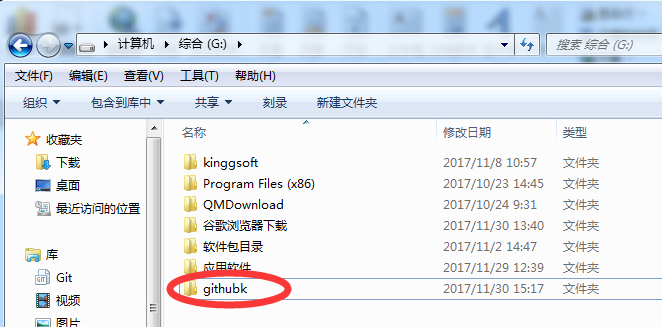 计算机 ▸ 综合 (G:) ▸
搜索 综合 (G:)
文件(F) 编辑(E) 查看(V) 工具(T) 帮助(H)
组织 包含到库中 共享 刻录 新建文件夹
收藏夹
下载
桌面
最近访问的位置
库
Git
视频
图片
名称 修改日期 类型
kinggsoft 2017/11/8 10:57 文件夹
Program Files (x86) 2017/10/23 14:45 文件夹
QMDownload 2017/10/24 9:31 文件夹
谷歌浏览器下载 2017/11/30 13:40 文件夹
软件包目录 2017/11/2 14:47 文件夹
应用软件 2017/11/29 12:39 文件夹
githubk 2017/11/30 15:17 文件夹